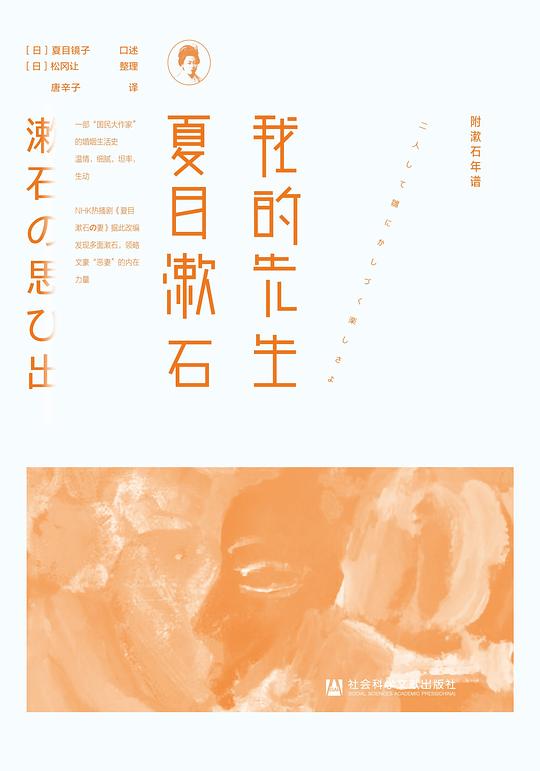 [日] 夏目镜子 口述
[日] 松冈让 整理
唐辛子 译
我的先生
夏目漱石
漱石の思ひ出
一部“国民大作家”
的婚姻生活史
温情，细腻，坦率，
生动
NHK热播剧《夏目
漱石の妻》据此改编
发现多面漱石，领略
文豪“恶妻”的内在
力量
二人して雛にかしづく楽しさよ
附漱石年谱
社会科学文献出版社
SOCIAL SCIENCES ACADEMIC PRESS(CHINA)